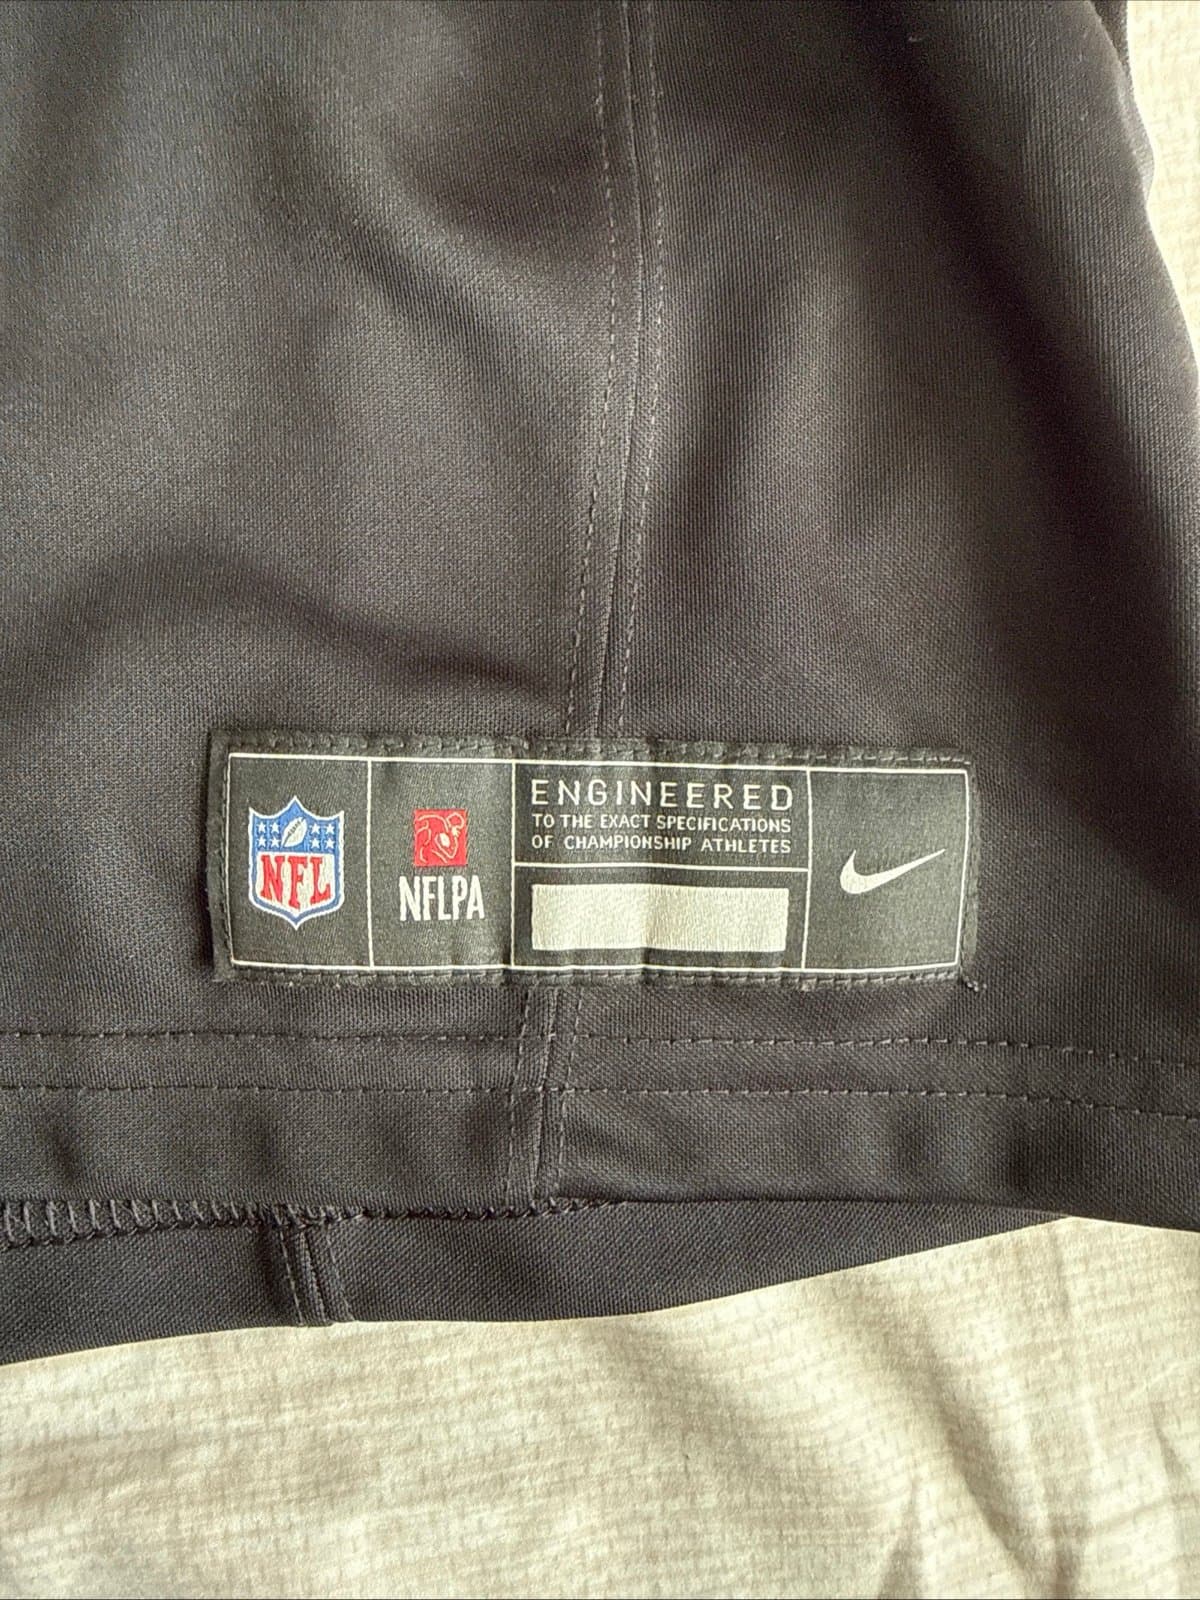 NFL
NFLPA
ENGINEERED
TO THE EXACT SPECIFICATIONS
OF CHAMPIONSHIP ATHLETES